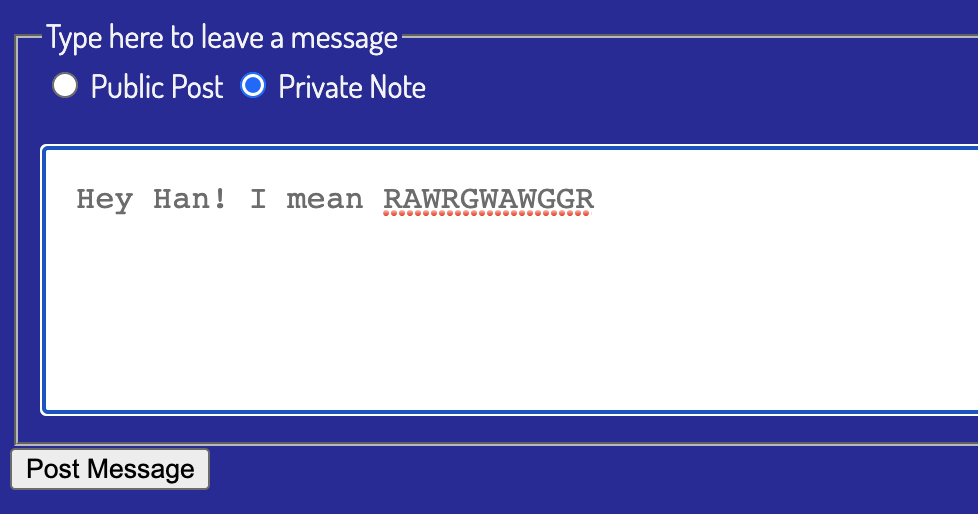 Type here to leave a message
Public Post Private Note
Hey Han! I mean RAWRGWAWGGR
Post Message